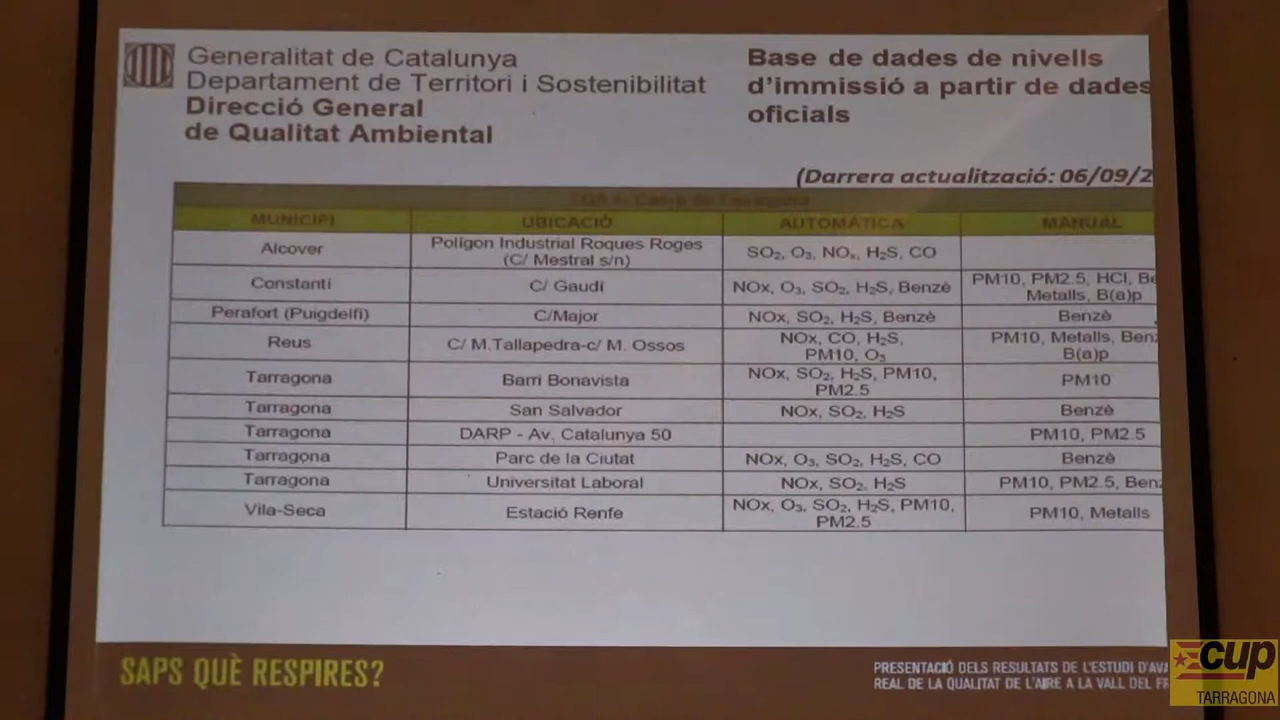 Generalitat de Catalunya
Departament de Territori i Sostenibilitat
Direcció General
de Qualitat Ambiental
Base de dades de nivells
d'immissió a partir de dades
oficials
(Darrera actualització: 06/09/2
Camp de Tarragona
MUNICIPI UBICACIÓ AUTOMÀTICA MANUAL
Alcover Polígon Industrial Roques Roges (C/ Mestral s/n) SO₂, O₃, NOₓ, H₂S, CO
Constantí C/ Gaudí NOx, O₃, SO₂, H₂S, Benzè PM10, PM2.5, HCl, Be Metalls, B(a)p
Perafort (Puigdelfí) C/Major NOx, SO₂, H₂S, Benzè Benzè
Reus C/ M.Tallapedra-c/ M. Ossos NOx, CO, H₂S, PM10, O₃ PM10, Metalls, Benz B(a)p
Tarragona Barri Bonavista NOx, SO₂, H₂S, PM10, PM2.5 PM10
Tarragona San Salvador NOx, SO₂, H₂S Benzè
Tarragona DARP - Av. Catalunya 50 PM10, PM2.5
Tarragona Parc de la Ciutat NOx, O₃, SO₂, H₂S, CO Benzè
Tarragona Universitat Laboral NOx, SO₂, H₂S PM10, PM2.5, Benz
Vila-Seca Estació Renfe NOx, O₃, SO₂, H₂S, PM10, PM2.5 PM10, Metalls
SAPS QUÈ RESPIRES?
PRESENTACIÓ DELS RESULTATS DE L'ESTUDI D'AVA
REAL DE LA QUALITAT DE L'AIRE A LA VALL DEL FR
cup
TARRAGONA